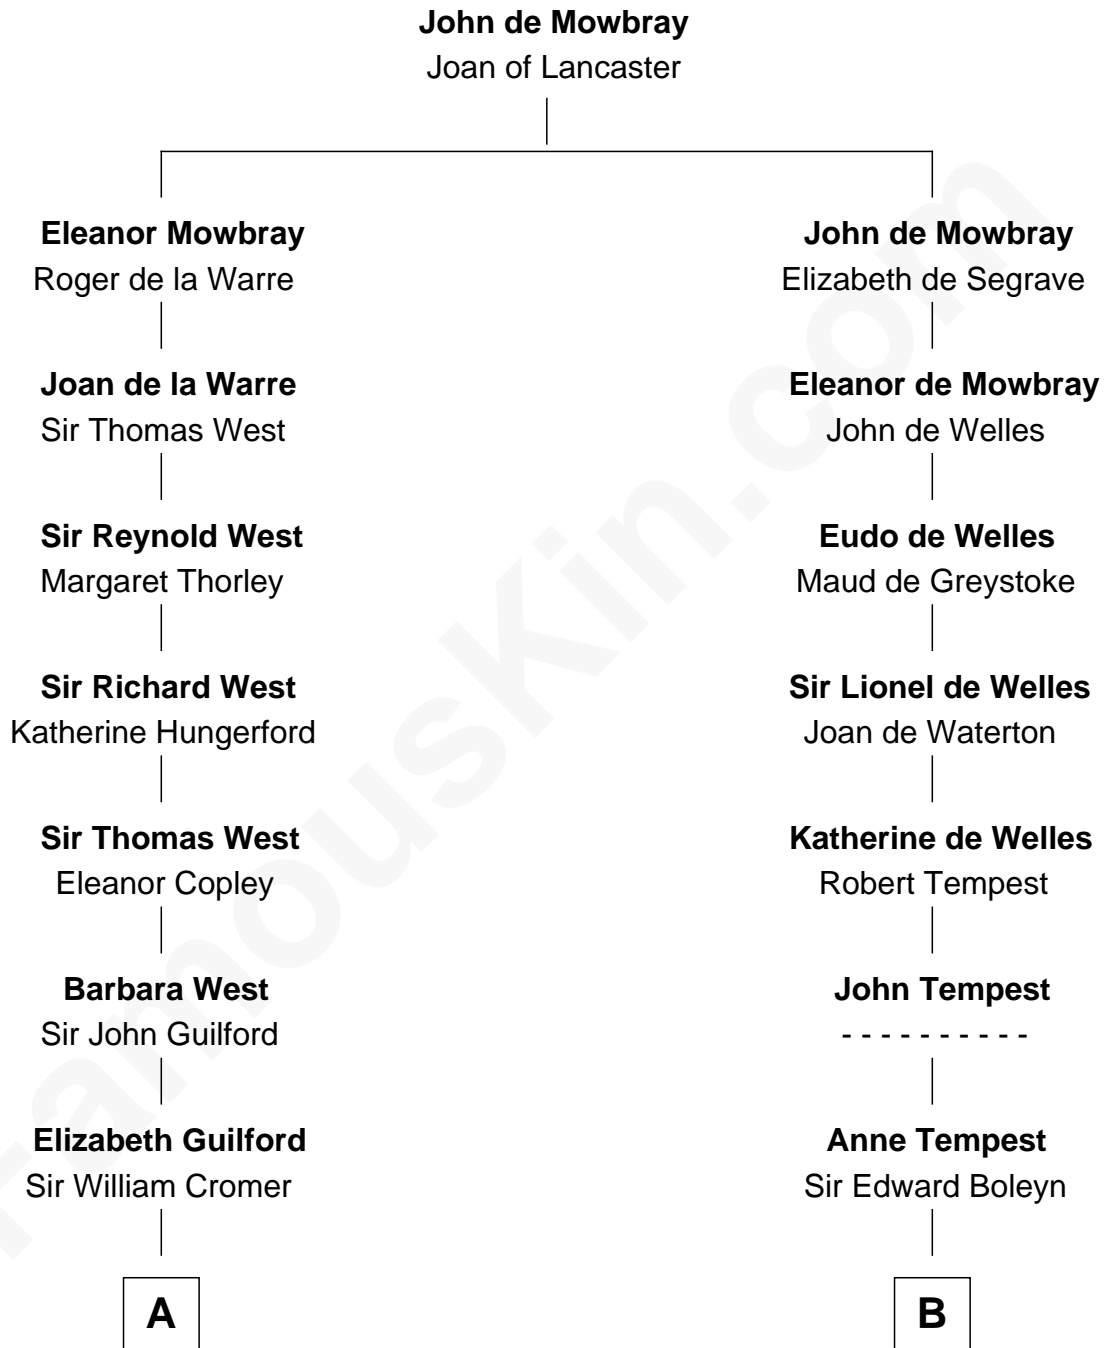 John de Mowbray
Joan of Lancaster
Eleanor Mowbray
Roger de la Warre
John de Mowbray
Elizabeth de Segrave
Joan de la Warre
Sir Thomas West
Eleanor de Mowbray
John de Welles
Sir Reynold West
Margaret Thorley
Eudo de Welles
Maud de Greystoke
Sir Richard West
Katherine Hungerford
Sir Lionel de Welles
Joan de Waterton
Sir Thomas West
Eleanor Copley
Katherine de Welles
Robert Tempest
Barbara West
Sir John Guilford
John Tempest
- - - - - - - - - -
Elizabeth Guilford
Sir William Cromer
Anne Tempest
Sir Edward Boleyn
A
B
FamousKin.com